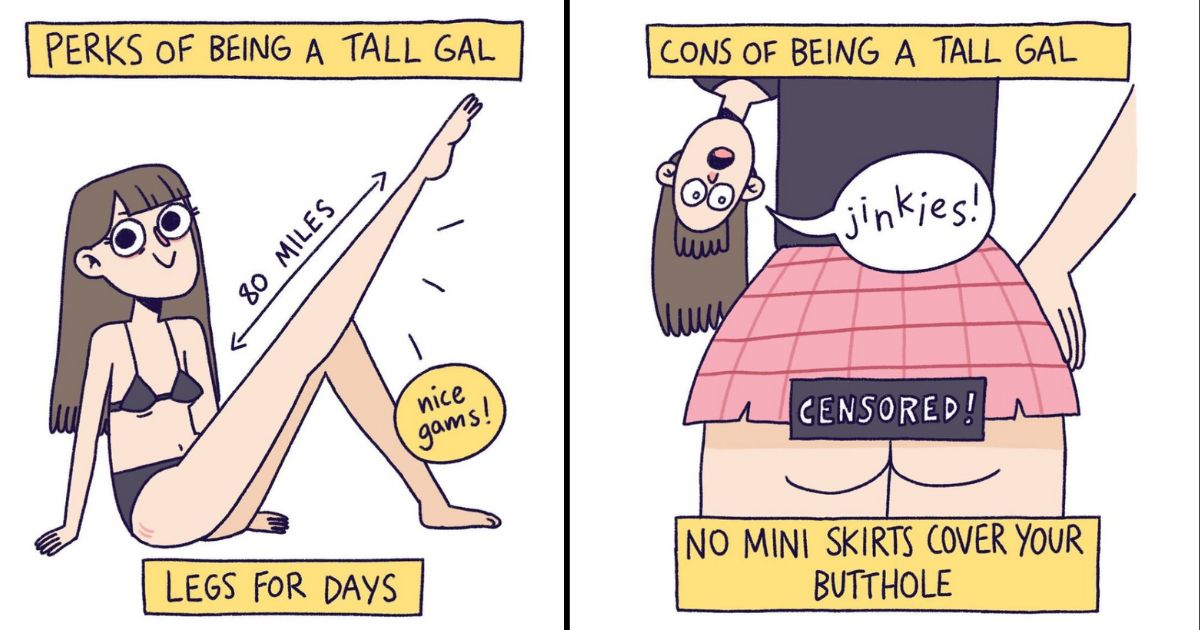 PERKS OF BEING A TALL GAL
80 MILES
nice
gams!
LEGS FOR DAYS
CONS OF BEING A TALL GAL
jinkies!
CENSORED!
NO MINI SKIRTS COVER YOUR
BUTTHOLE